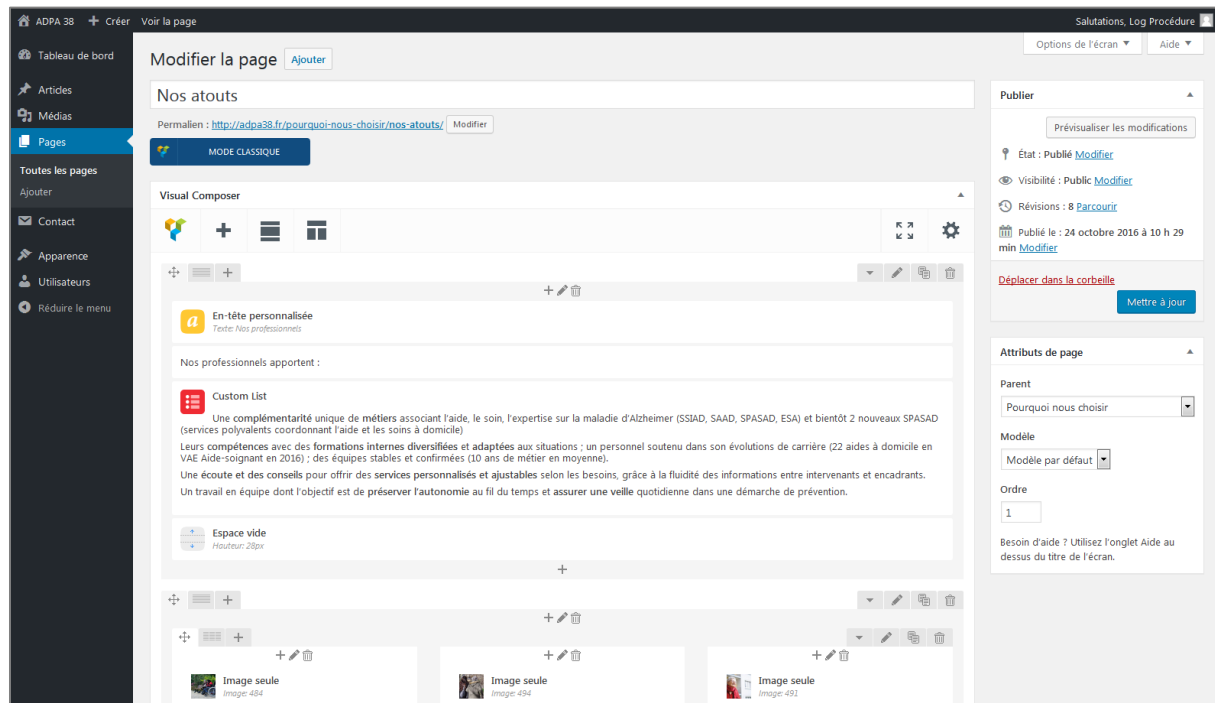 ADPA 38 + Créer Voir la page Salutations, Log Procédure
Options de l'écran ▼ Aide ▼
Tableau de bord
Articles
Médias
Pages
Toutes les pages
Ajouter
Contact
Apparence
Utilisateurs
Réduire le menu
Modifier la page Ajouter
Nos atouts
Permalien : http://adpa38.fr/pourquoi-nous-choisir/nos-atouts/ Modifier
MODE CLASSIQUE
Visual Composer
En-tête personnalisée
Texte: Nos professionnels
Nos professionnels apportent :
Custom List
Une complémentarité unique de métiers associant l'aide, le soin, l'expertise sur la maladie d'Alzheimer (SSIAD, SAAD, SPASAD, ESA) et bientôt 2 nouveaux SPASAD
(services polyvalents coordonnant l'aide et les soins à domicile)
Leurs compétences avec des formations internes diversifiées et adaptées aux situations ; un personnel soutenu dans son évolutions de carrière (22 aides à domicile en
VAE Aide-soignant en 2016) ; des équipes stables et confirmées (10 ans de métier en moyenne).
Une écoute et des conseils pour offrir des services personnalisés et ajustables selon les besoins, grâce à la fluidité des informations entre intervenants et encadrants.
Un travail en équipe dont l'objectif est de préserver l'autonomie au fil du temps et assurer une veille quotidienne dans une démarche de prévention.
Espace vide
Hauteur: 28px
Image seule
Image: 484
Image seule
Image: 494
Image seule
Image: 491
Publier
Prévisualiser les modifications
État : Publié Modifier
Visibilité : Public Modifier
Révisions : 8 Parcourir
Publié le : 24 octobre 2016 à 10 h 29
min Modifier
Déplacer dans la corbeille
Mettre à jour
Attributs de page
Parent
Pourquoi nous choisir
Modèle
Modèle par défaut
Ordre
1
Besoin d'aide ? Utilisez l'onglet Aide au
dessus du titre de l'écran.